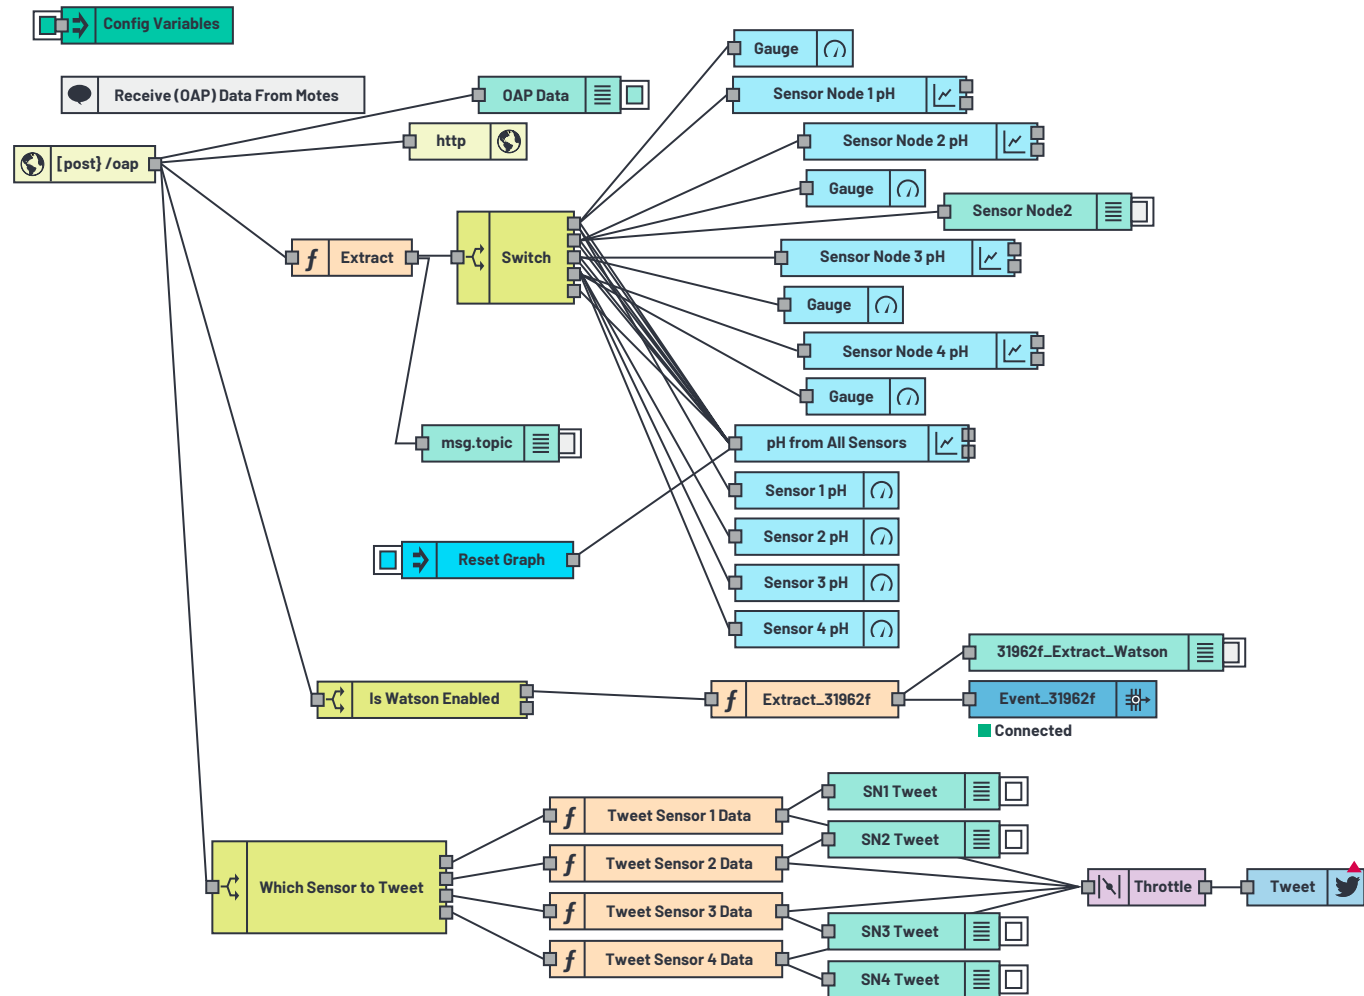 Config Variables
Gauge
Receive (OAP) Data From Motes
OAP Data
Sensor Node 1 pH
http
Sensor Node 2 pH
[post} /oap
Gauge
Sensor Node2
Extract
Switch
Sensor Node 3 pH
Gauge
Sensor Node 4 pH
Gauge
msg.topic
pH from All Sensors
Sensor 1 pH
Sensor 2 pH
Reset Graph
Sensor 3 pH
Sensor 4 pH
31962f_Extract_Watson
Is Watson Enabled
Extract_31962f
Event_31962f
Connected
SN1 Tweet
Tweet Sensor 1 Data
SN2 Tweet
Tweet Sensor 2 Data
Which Sensor to Tweet
Throttle
Tweet
Tweet Sensor 3 Data
SN3 Tweet
Tweet Sensor 4 Data
SN4 Tweet